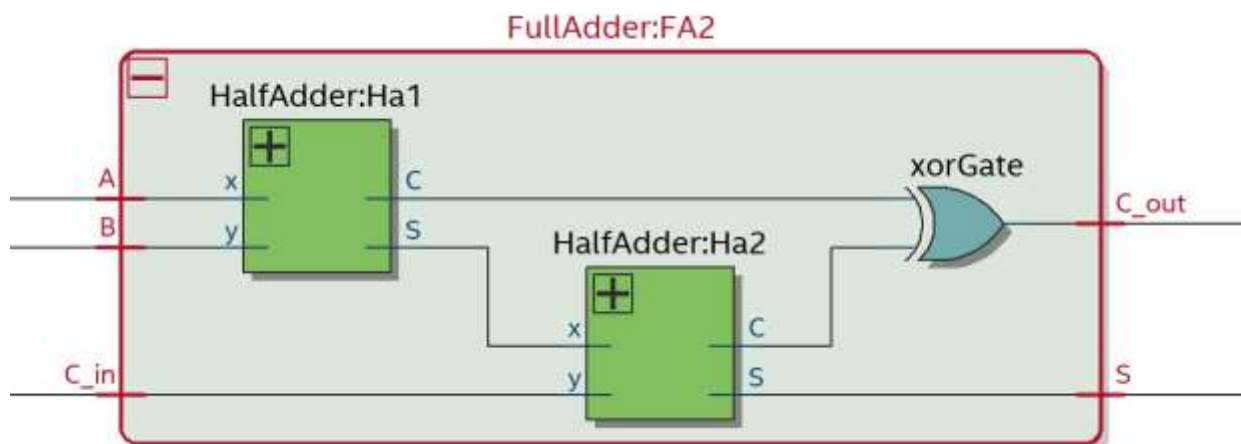 FullAdder:FA2
HalfAdder:Ha1
xorGate
A
x
C
C_out
B
y
S
HalfAdder:Ha2
x
C
C_in
y
S
S